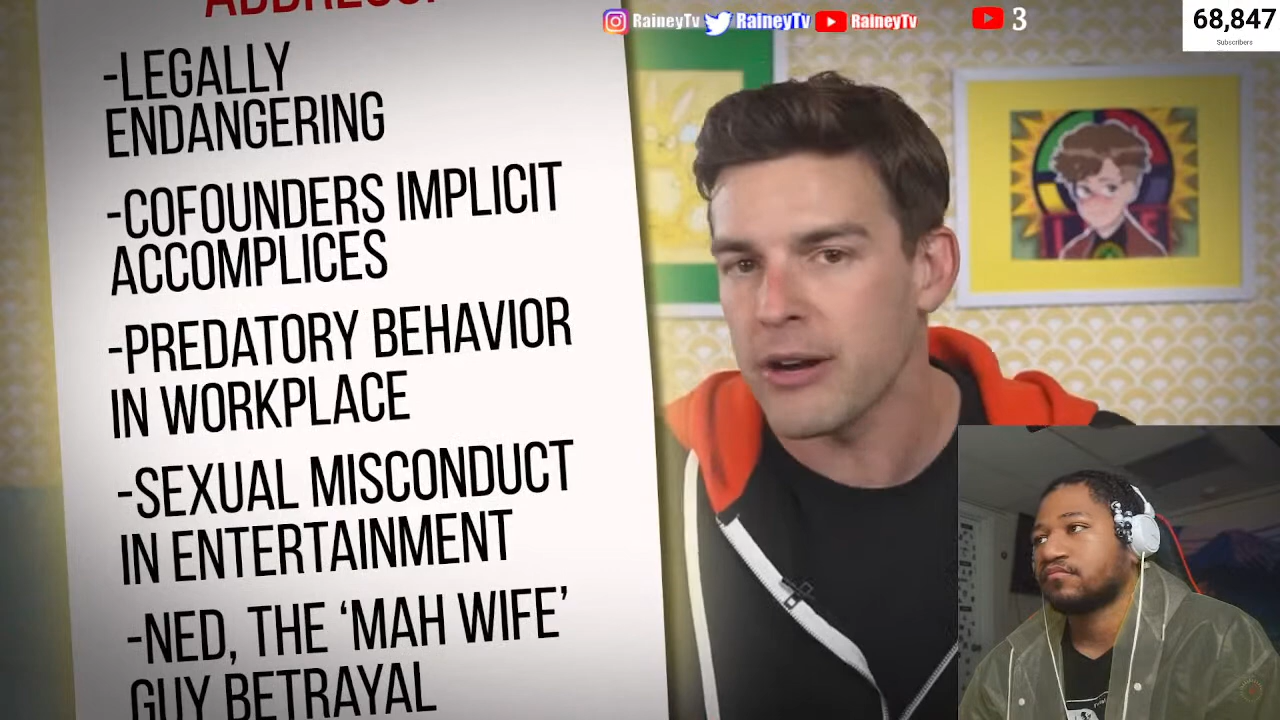 RaineyTv RaineyTv RaineyTv 3
68,847
Subscribers
-LEGALLY
ENDANGERING
-COFOUNDERS IMPLICIT
ACCOMPLICES
-PREDATORY BEHAVIOR
IN WORKPLACE
-SEXUAL MISCONDUCT
IN ENTERTAINMENT
-NED, THE ‘MAH WIFE’
GUY BETRAYAL